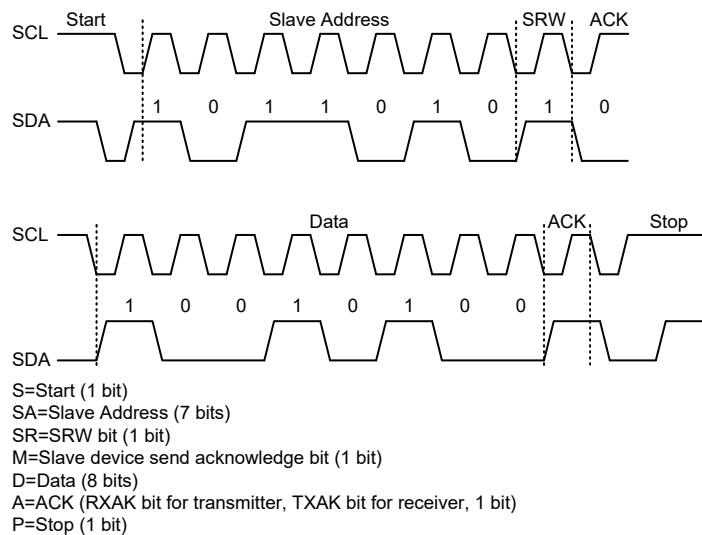 Start Slave Address SRW ACK
SCL
1 0 1 1 0 1 0 1 0
SDA
Data ACK Stop
SCL
1 0 0 1 0 1 0 0
SDA
S=Start (1 bit)
SA=Slave Address (7 bits)
SR=SRW bit (1 bit)
M=Slave device send acknowledge bit (1 bit)
D=Data (8 bits)
A=ACK (RXAK bit for transmitter, TXAK bit for receiver, 1 bit)
P=Stop (1 bit)